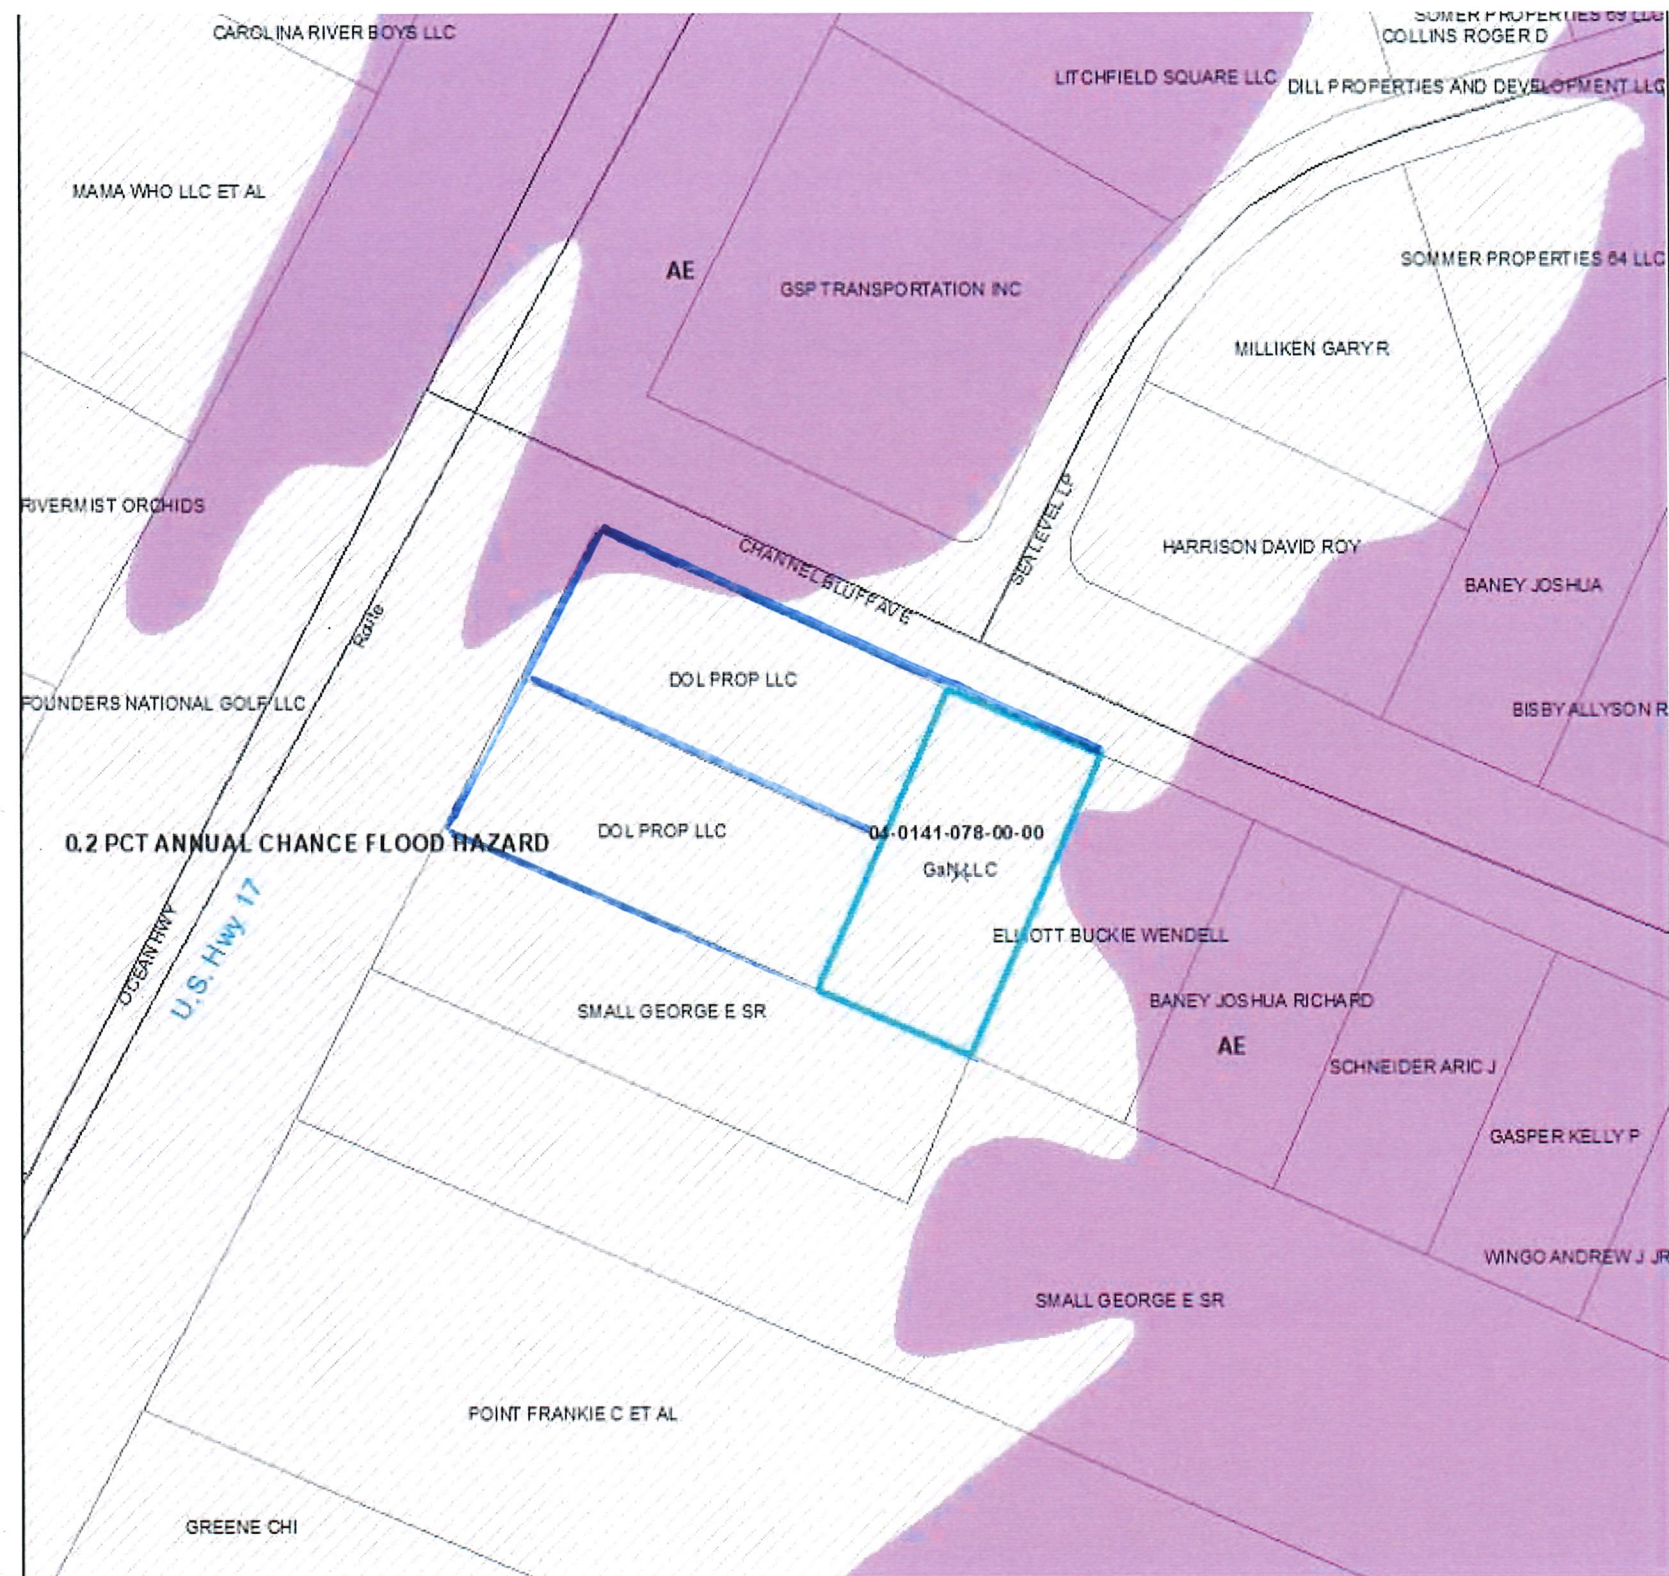 SOMER PROPERTIES 69 LLC
CAROLINA RIVER BOYS LLC
COLLINS ROGER D
LITCHFIELD SQUARE LLC
DILL PROPERTIES AND DEVELOPMENT LLC
MAMA WHO LLC ET AL
SOMMER PROPERTIES 64 LLC
AE
GSP TRANSPORTATION INC
MILLIKEN GARY R
RIVERMIST ORCHIDS
SEA LEVEL LP
HARRISON DAVID ROY
CHANNEL BLUFF AVE
BANEY JOSHUA
Route
DOL PROP LLC
FOUNDERS NATIONAL GOLF LLC
BISBY ALLYSON R
DOL PROP LLC
04-0141-078-00-00
0.2 PCT ANNUAL CHANCE FLOOD HAZARD
GaN LLC
ELLIOTT BUCKIE WENDELL
OCEAN HWY
U.S. Hwy 17
BANEY JOSHUA RICHARD
SMALL GEORGE E SR
AE
SCHNEIDER ARIC J
GASPER KELLY P
WINGO ANDREW J JR
SMALL GEORGE E SR
POINT FRANKIE C ET AL
GREENE CHI